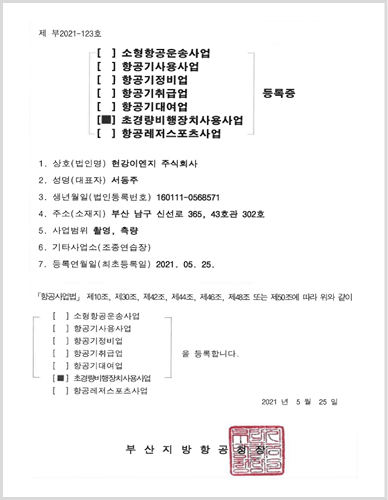 제 부2021-123호
[ ] 소형항공운송사업
[ ] 항공기사용사업
[ ] 항공기정비업
[ ] 항공기취급업
[ ] 항공기대여업
[■] 초경량비행장치사용사업
[ ] 항공레저스포츠사업
등록증
1. 상호(법인명) 헌강이엔지 주식회사
2. 성명(대표자) 서동주
3. 생년월일(법인등록번호) 160111-0568571
4. 주소(소재지) 부산 남구 신선로 365, 43호관 302호
5. 사업범위 촬영, 측량
6. 기타사업소(조종연습장)
7. 등록연월일(최초등록일) 2021. 05. 25.
「항공사업법」 제10조, 제30조, 제42조, 제44조, 제46조, 제48조 또는 제50조에 따라 위와 같이
[ ] 소형항공운송사업
[ ] 항공기사용사업
[ ] 항공기정비업
[ ] 항공기취급업
[ ] 항공기대여업
[■] 초경량비행장치사용사업
[ ] 항공레저스포츠사업
을 등록합니다.
2021 년 5 월 25 일
부산지방항공청장